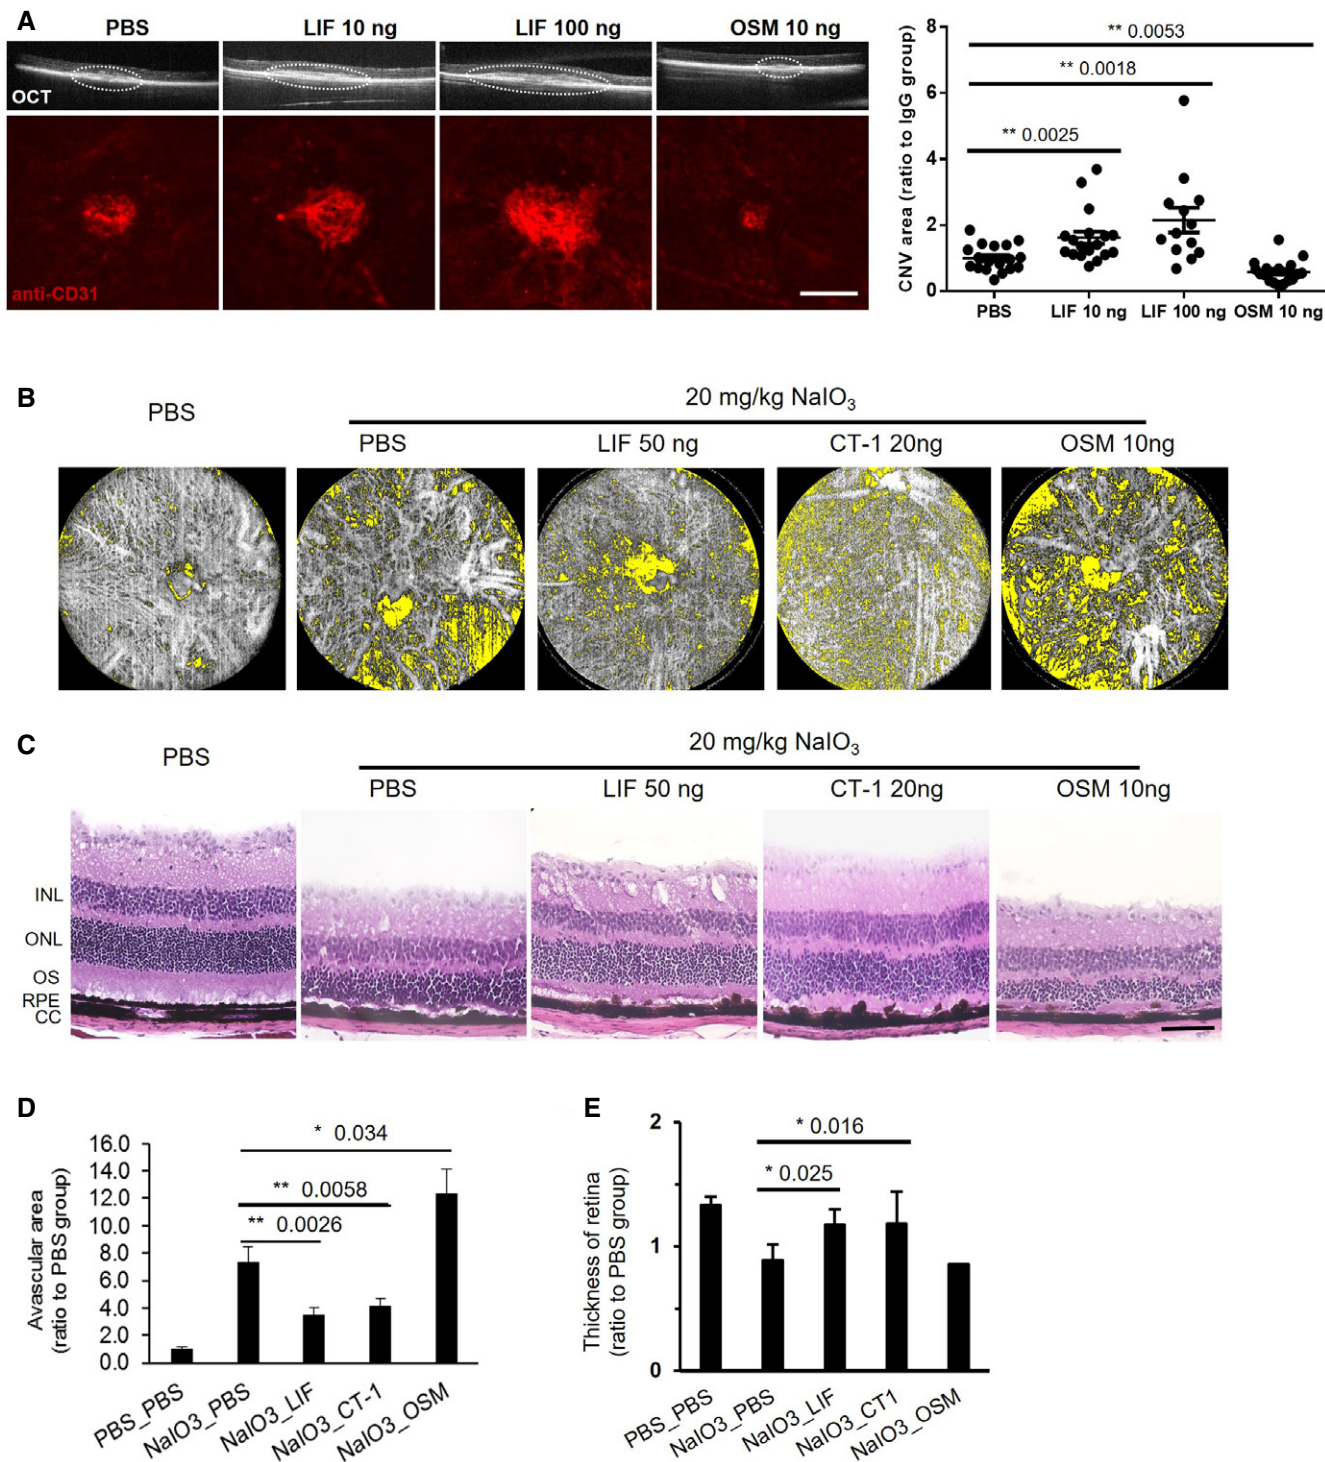 A
PBS
LIF 10 ng
LIF 100 ng
OSM 10 ng
OCT
anti-CD31
CNV area (ratio to IgG group)
8
6
4
2
0
** 0.0053
** 0.0018
** 0.0025
PBS
LIF 10 ng
LIF 100 ng
OSM 10 ng
B
PBS
20 mg/kg NaIO3
PBS
LIF 50 ng
CT-1 20ng
OSM 10ng
C
PBS
20 mg/kg NaIO3
PBS
LIF 50 ng
CT-1 20ng
OSM 10ng
INL
ONL
OS
RPE
CC
D
Avascular area
(ratio to PBS group)
16.0
14.0
12.0
10.0
8.0
6.0
4.0
2.0
0.0
* 0.034
** 0.0058
** 0.0026
PBS_PBS
NaIO3_PBS
NaIO3_LIF
NaIO3_CT-1
NaIO3_OSM
E
Thickness of retina
(ratio to PBS group)
2
1
0
* 0.016
* 0.025
PBS_PBS
NaIO3_PBS
NaIO3_LIF
NaIO3_CT1
NaIO3_OSM